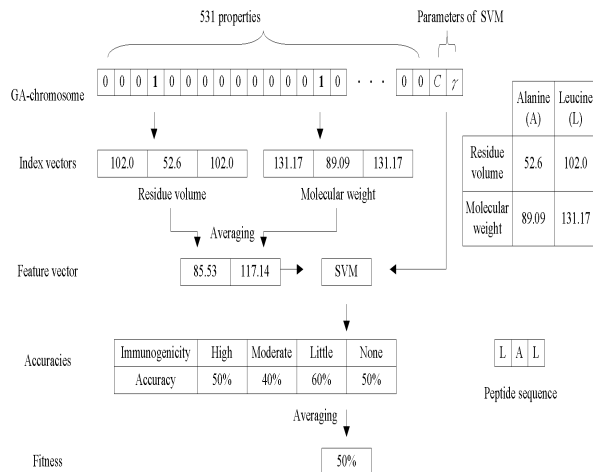 531 properties
Parameters of SVM
GA-chromosome
0 0 0 1 0 0 0 0 0 0 0 0 0 1 0 · · · 0 0 C γ
Alanine (A) Leucine (L)
Residue volume 52.6 102.0
Molecular weight 89.09 131.17
Index vectors
102.0 52.6 102.0
131.17 89.09 131.17
Residue volume
Molecular weight
Averaging
Feature vector
85.53 117.14
SVM
Accuracies
Immunogenicity High Moderate Little None
Accuracy 50% 40% 60% 50%
L A L
Peptide sequence
Averaging
Fitness
50%